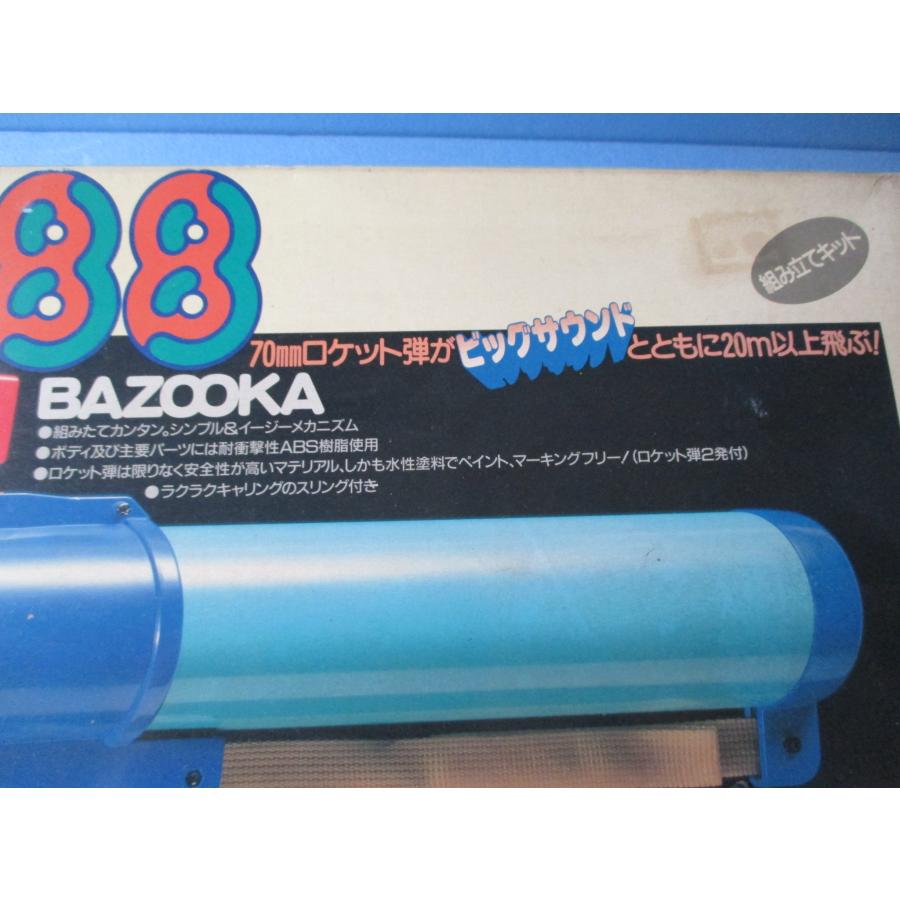 88
組み立てキット
70mmロケット弾がビッグサウンドとともに20m以上飛ぶ!
BAZOOKA
●組みたてカンタン。シンプル&イージーメカニズム
●ボディ及び主要パーツには耐衝撃性ABS樹脂使用
●ロケット弾は限りなく安全性が高いマテリアル、しかも水性塗料でペイント、マーキングフリー!(ロケット弾2発付)
●ラクラクキャリングのスリング付き